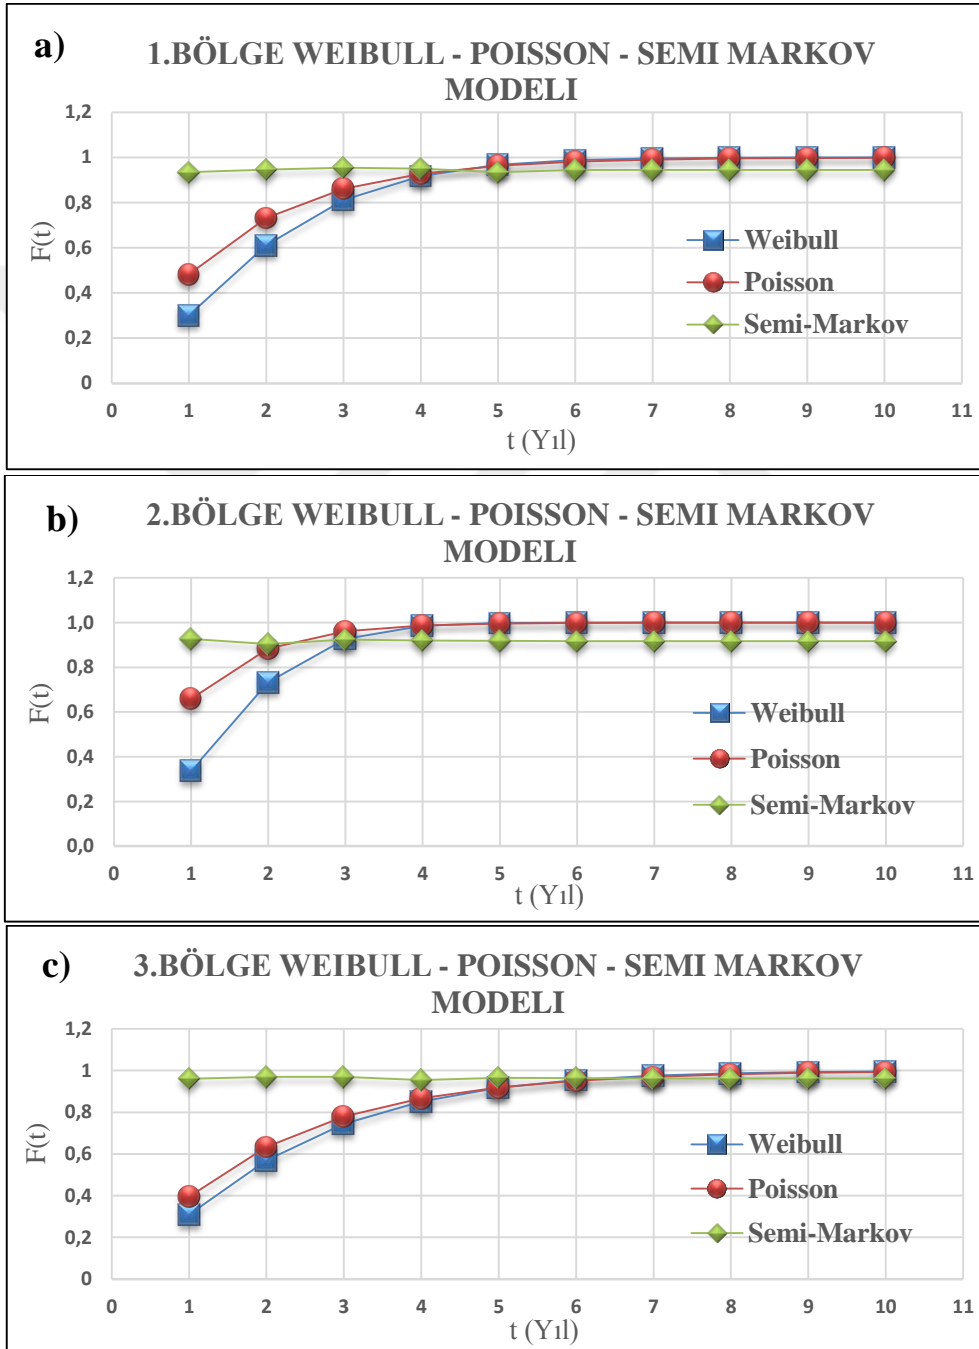 a)
1.BÖLGE WEIBULL - POISSON - SEMI MARKOV
MODELI
1,2
1
0,8
0,6
0,4
0,2
0
F(t)
Weibull
Poisson
Semi-Markov
0 1 2 3 4 5 6 7 8 9 10 11
t (Yıl)
b)
2.BÖLGE WEIBULL - POISSON - SEMI MARKOV
MODELI
1,2
1,0
0,8
0,6
0,4
0,2
0,0
F(t)
Weibull
Poisson
Semi-Markov
0 1 2 3 4 5 6 7 8 9 10 11
t (Yıl)
c)
3.BÖLGE WEIBULL - POISSON - SEMI MARKOV
MODELI
1,2
1
0,8
0,6
0,4
0,2
0
F(t)
Weibull
Poisson
Semi-Markov
0 1 2 3 4 5 6 7 8 9 10 11
t (Yıl)